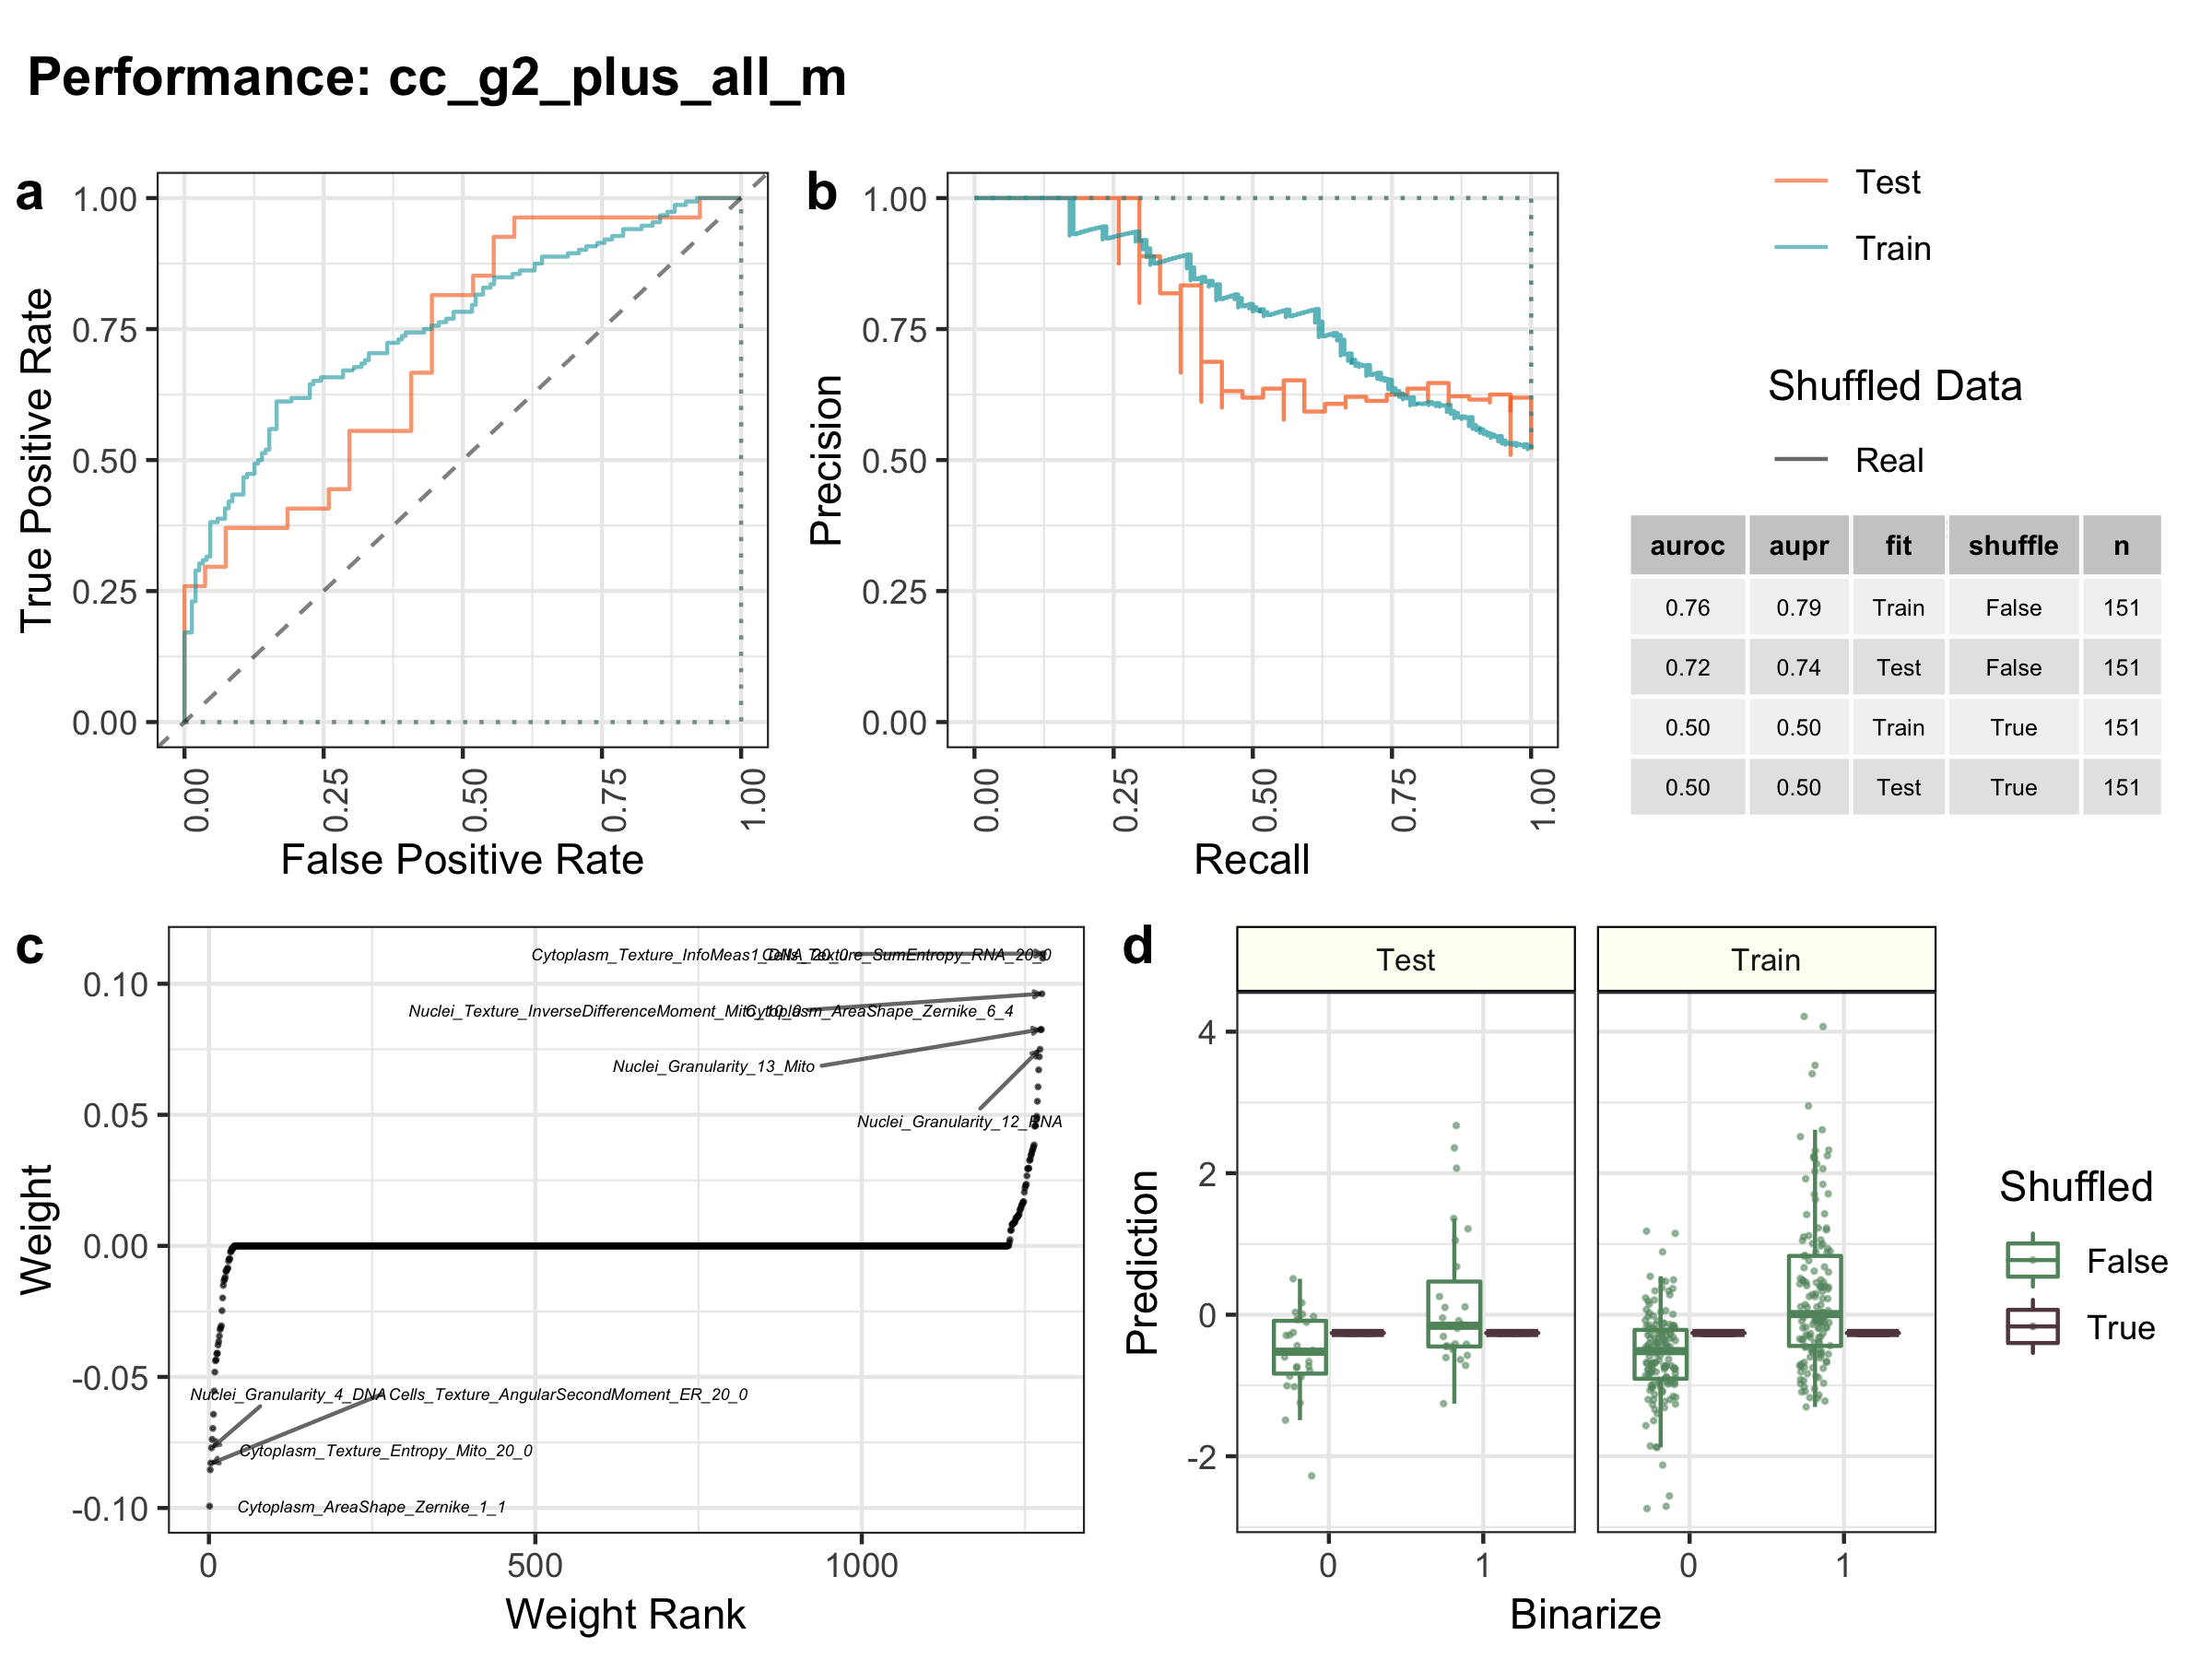 Performance: cc_g2_plus_all_m
a
1.00
0.75
0.50
0.25
0.00
True Positive Rate
0.00
0.25
0.50
0.75
1.00
False Positive Rate
b
1.00
0.75
0.50
0.25
0.00
Precision
0.00
0.25
0.50
0.75
1.00
Recall
Test
Train
Shuffled Data
Real
auroc aupr fit shuffle n
0.76 0.79 Train False 151
0.72 0.74 Test False 151
0.50 0.50 Train True 151
0.50 0.50 Test True 151
c
0.10
0.05
0.00
-0.05
-0.10
Weight
Cytoplasm_Texture_InfoMeas1_DNA_20_0
Cells_Texture_SumEntropy_RNA_20_0
Nuclei_Texture_InverseDifferenceMoment_Mito_10_0
Cytoplasm_AreaShape_Zernike_6_4
Nuclei_Granularity_13_Mito
Nuclei_Granularity_12_RNA
Nuclei_Granularity_4_DNA
Cells_Texture_AngularSecondMoment_ER_20_0
Cytoplasm_Texture_Entropy_Mito_20_0
Cytoplasm_AreaShape_Zernike_1_1
0
500
1000
Weight Rank
d
Test
Train
4
2
0
-2
Prediction
0
1
0
1
Binarize
Shuffled
False
True